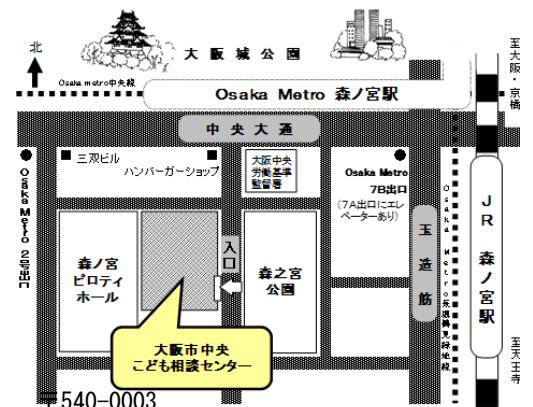 北
大阪城公園
至大阪・京橋
Osaka metro中央線
Osaka Metro 森ノ宮駅
中央大通
三双ビル
ハンバーガーショップ
大阪中央
労働基準
監督署
Osaka Metro
7B出口
(7A出口にエレ
ベーターあり)
Osaka Metro 2号出口
Osaka Metro長堀鶴見緑地線
JR 森ノ宮駅
玉造筋
入口
森ノ宮
ピロティ
ホール
森之宮
公園
大阪市中央
こども相談センター
至天王寺
〒540-0003